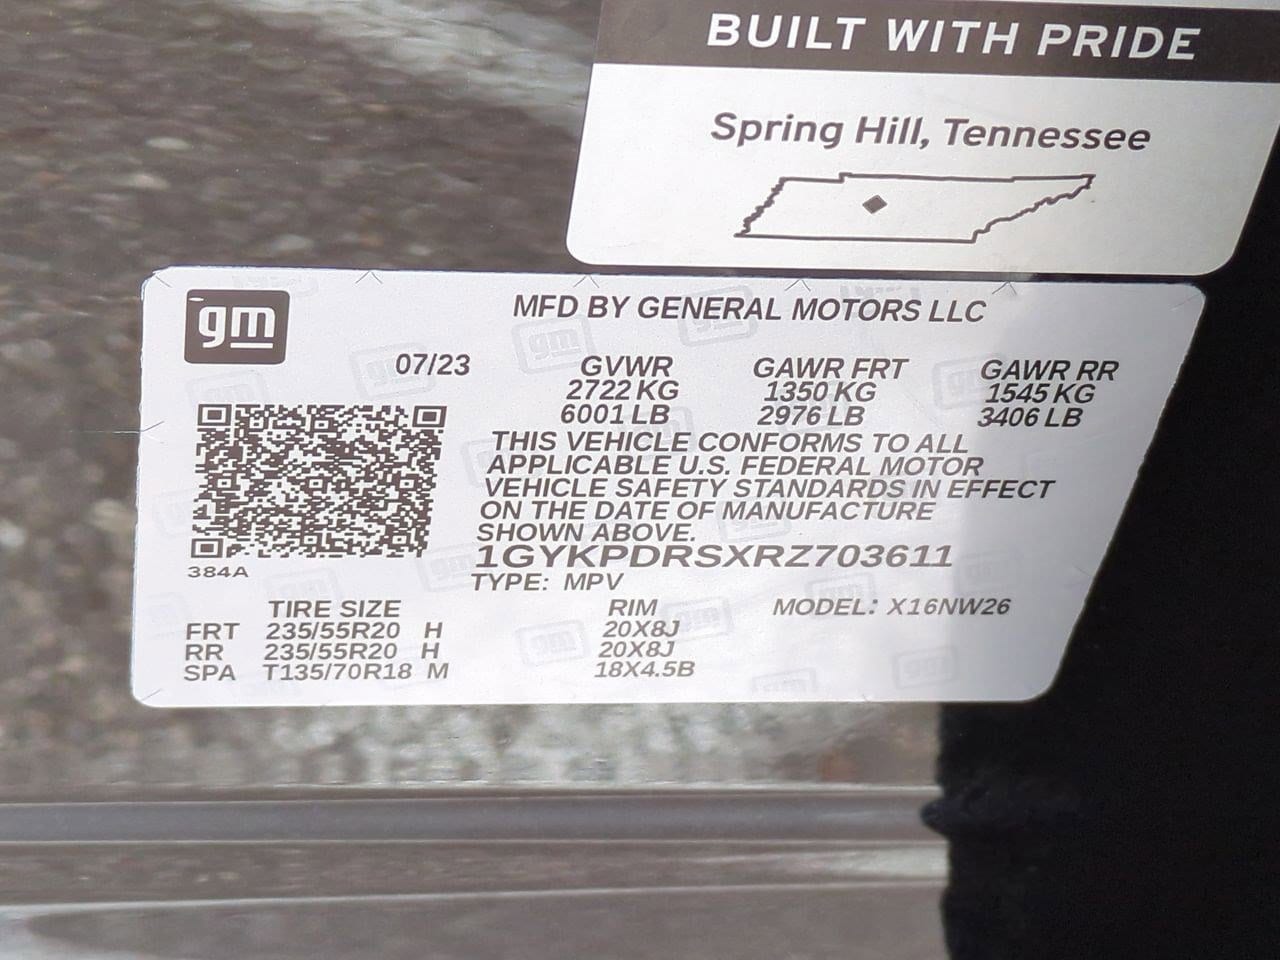 BUILT WITH PRIDE
Spring Hill, Tennessee
gm
MFD BY GENERAL MOTORS LLC
07/23 GVWR GAWR FRT GAWR RR
2722 KG 1350 KG 1545 KG
6001 LB 2976 LB 3406 LB
THIS VEHICLE CONFORMS TO ALL
APPLICABLE U.S. FEDERAL MOTOR
VEHICLE SAFETY STANDARDS IN EFFECT
ON THE DATE OF MANUFACTURE
SHOWN ABOVE.
1GYKPDRSXRZ703611
384A
TYPE: MPV
TIRE SIZE RIM MODEL: X16NW26
FRT 235/55R20 H 20X8J
RR 235/55R20 H 20X8J
SPA T135/70R18 M 18X4.5B